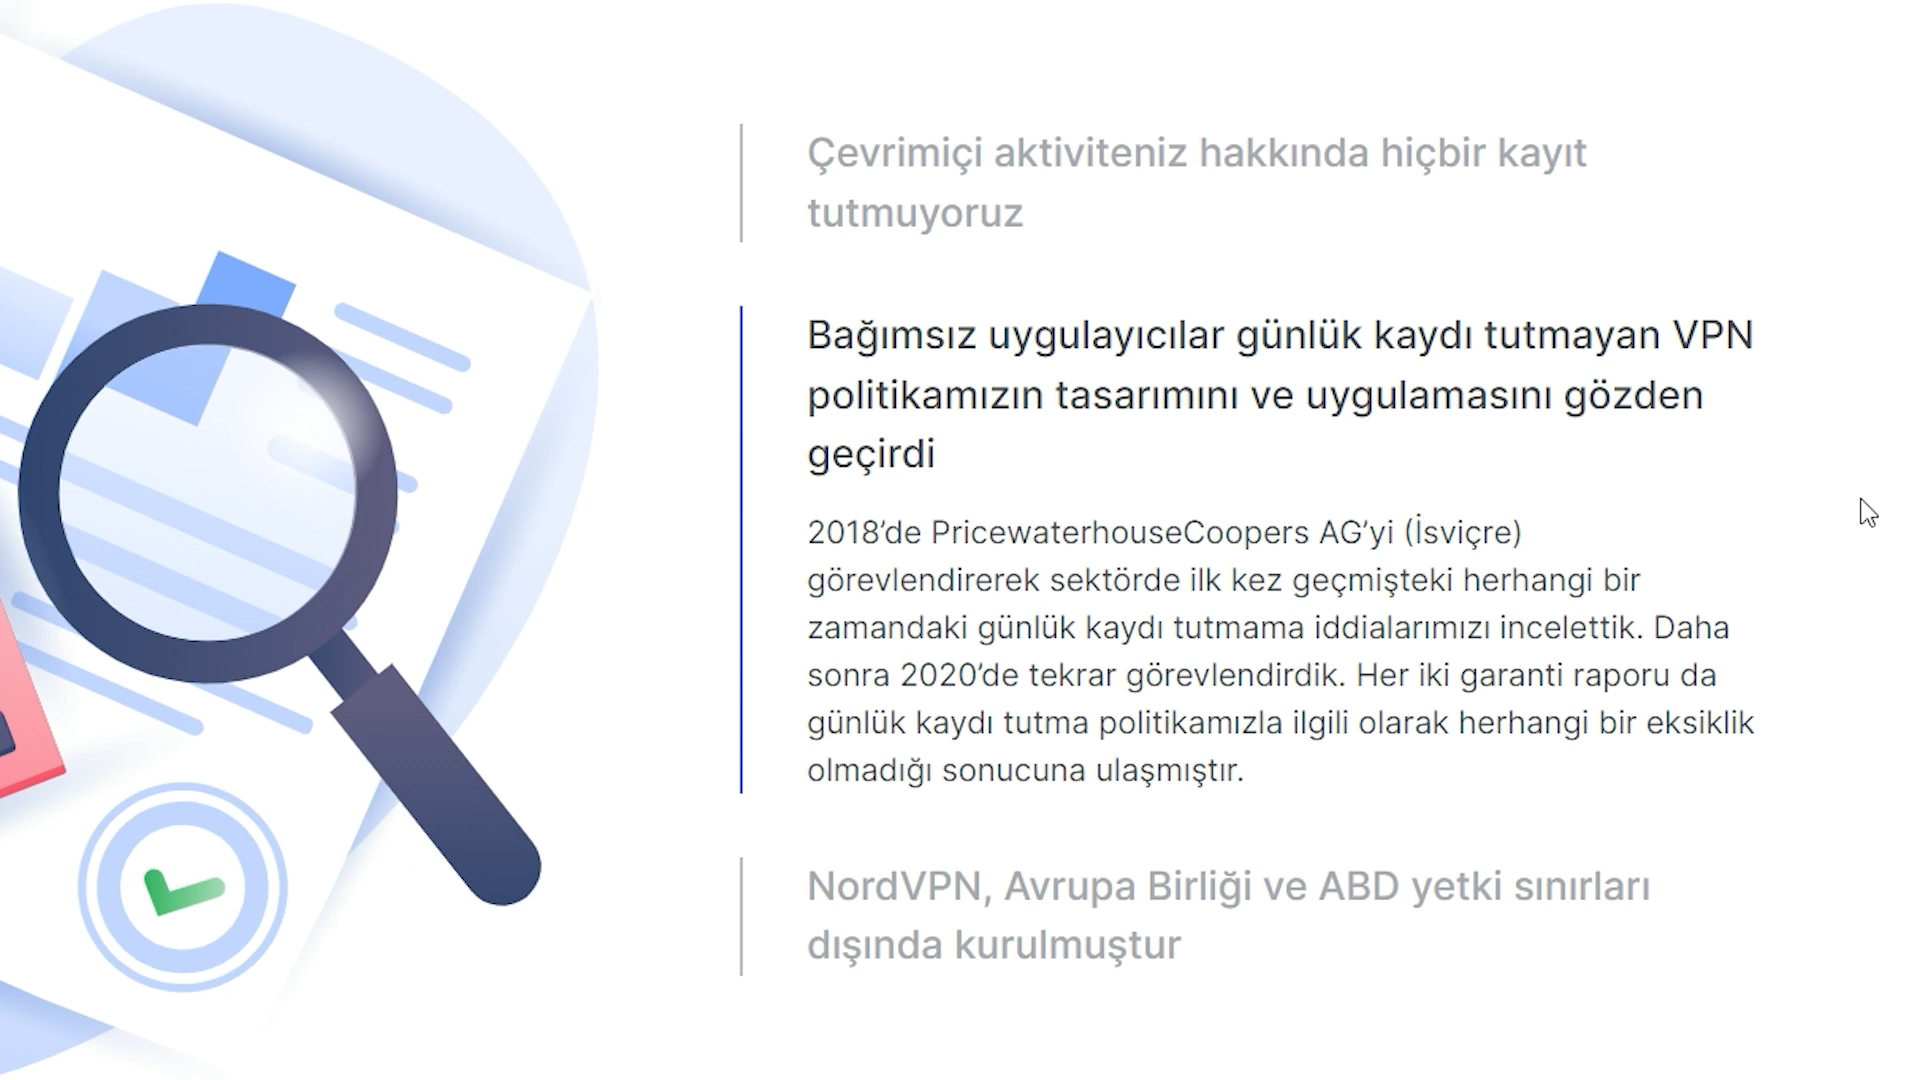 Çevrimiçi aktiviteniz hakkında hiçbir kayıt
tutmuyoruz
Bağımsız uygulayıcılar günlük kaydı tutmayan VPN
politikamızın tasarımını ve uygulamasını gözden
geçirdi
2018’de PricewaterhouseCoopers AG’yi (İsviçre)
görevlendirerek sektörde ilk kez geçmişteki herhangi bir
zamandaki günlük kaydı tutmama iddialarımızı incelettik. Daha
sonra 2020’de tekrar görevlendirdik. Her iki garanti raporu da
günlük kaydı tutma politikamızla ilgili olarak herhangi bir eksiklik
olmadığı sonucuna ulaşmıştır.
NordVPN, Avrupa Birliği ve ABD yetki sınırları
dışında kurulmuştur